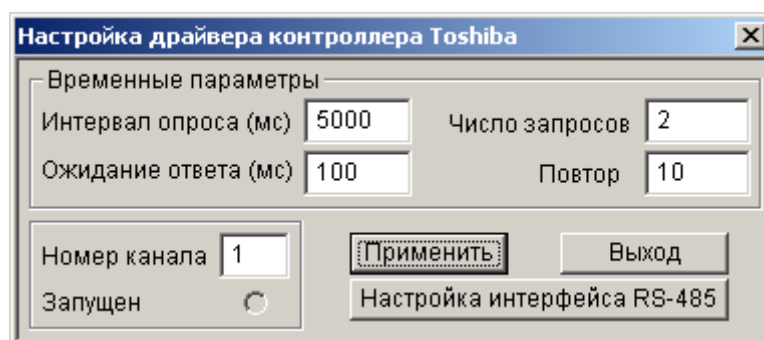 Настройка драйвера контроллера Toshiba
Временные параметры
Интервал опроса (мс) 5000 Число запросов 2
Ожидание ответа (мс) 100 Повтор 10
Номер канала 1 Применить Выход
Запущен Настройка интерфейса RS-485